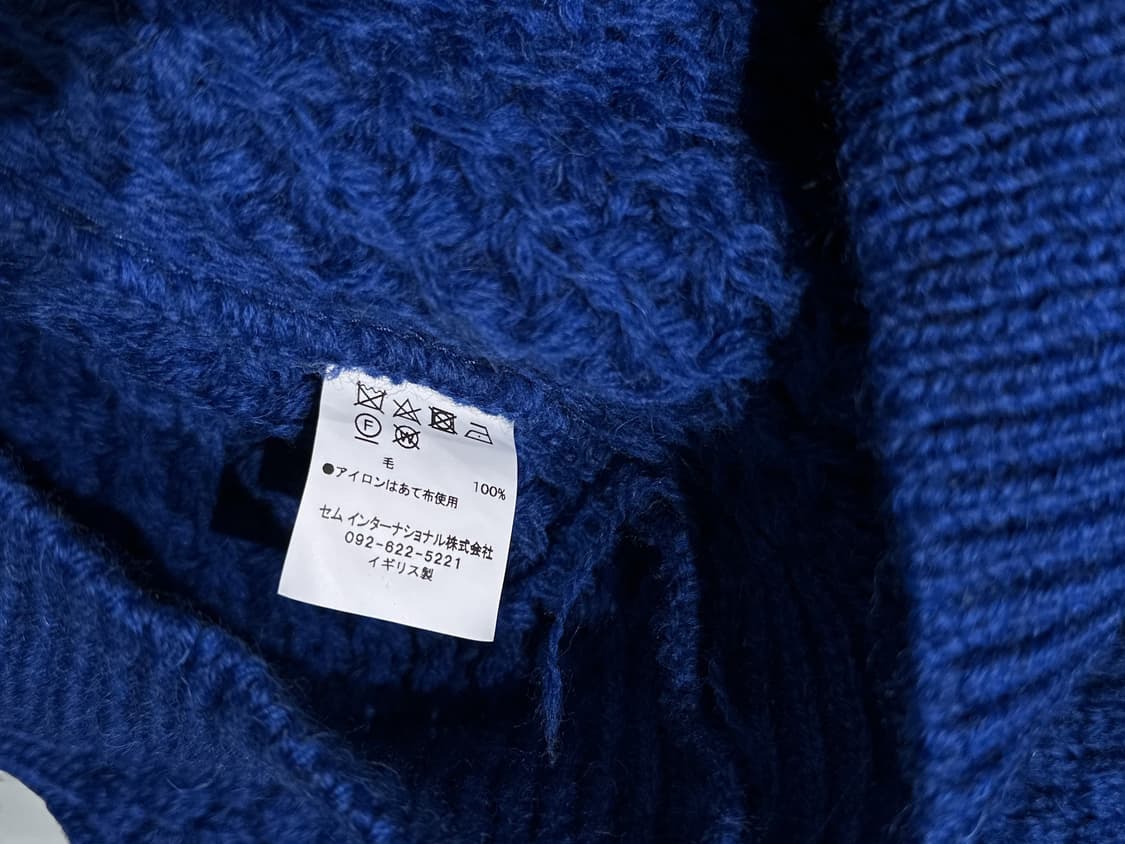 F W
毛 100%
●アイロンはあて布使用
セム インターナショナル株式会社
092-622-5221
イギリス製